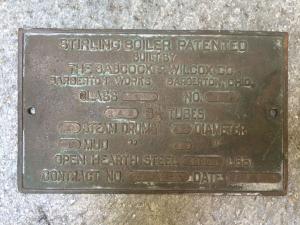 STIRLING BOILER PATENTED
BUILT BY
THE BABCOCK & WILCOX CO.
BARBERTON WORKS BARBERTON, OHIO.
CLASS NO.
TUBES
STEAM DRUM DIAMETER
MUD " "
OPEN HEARTH STEEL LBS.
CONTRACT NO. DATE